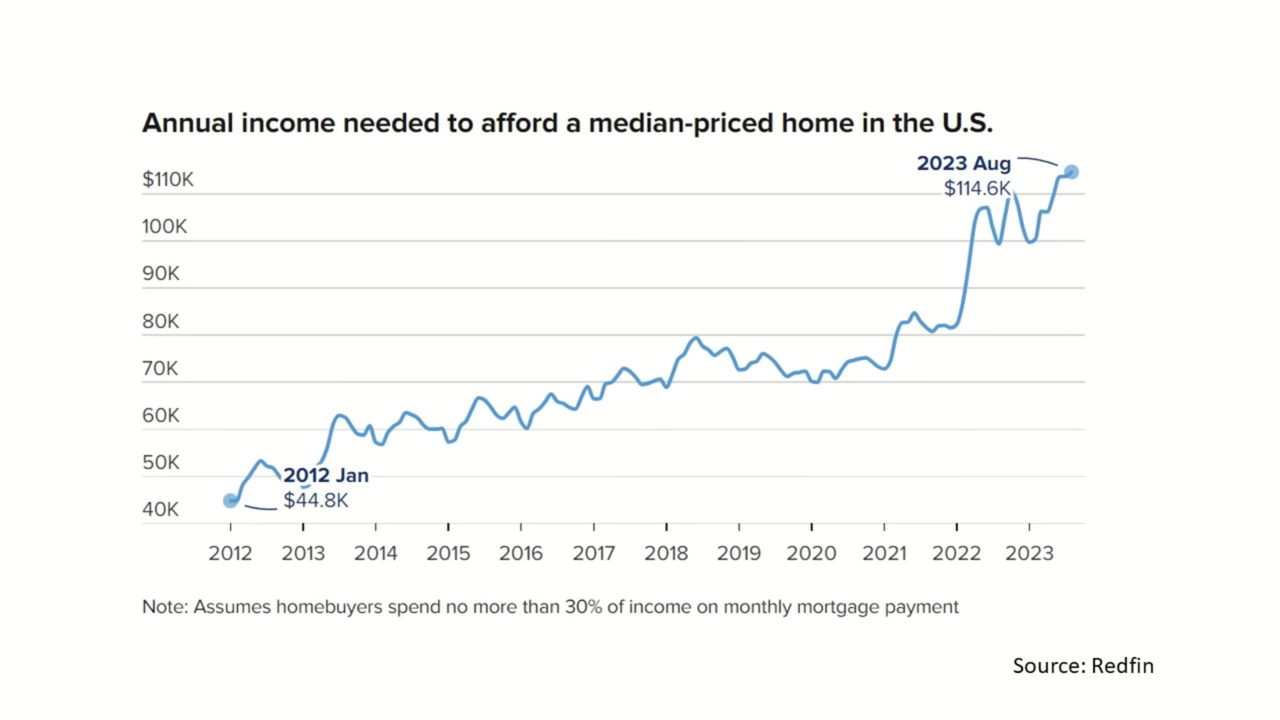 Annual income needed to afford a median-priced home in the U.S.
2023 Aug
$114.6K
$110K
100K
90K
80K
70K
60K
50K
40K
2012 Jan
$44.8K
2012 2013 2014 2015 2016 2017 2018 2019 2020 2021 2022 2023
Note: Assumes homebuyers spend no more than 30% of income on monthly mortgage payment
Source: Redfin